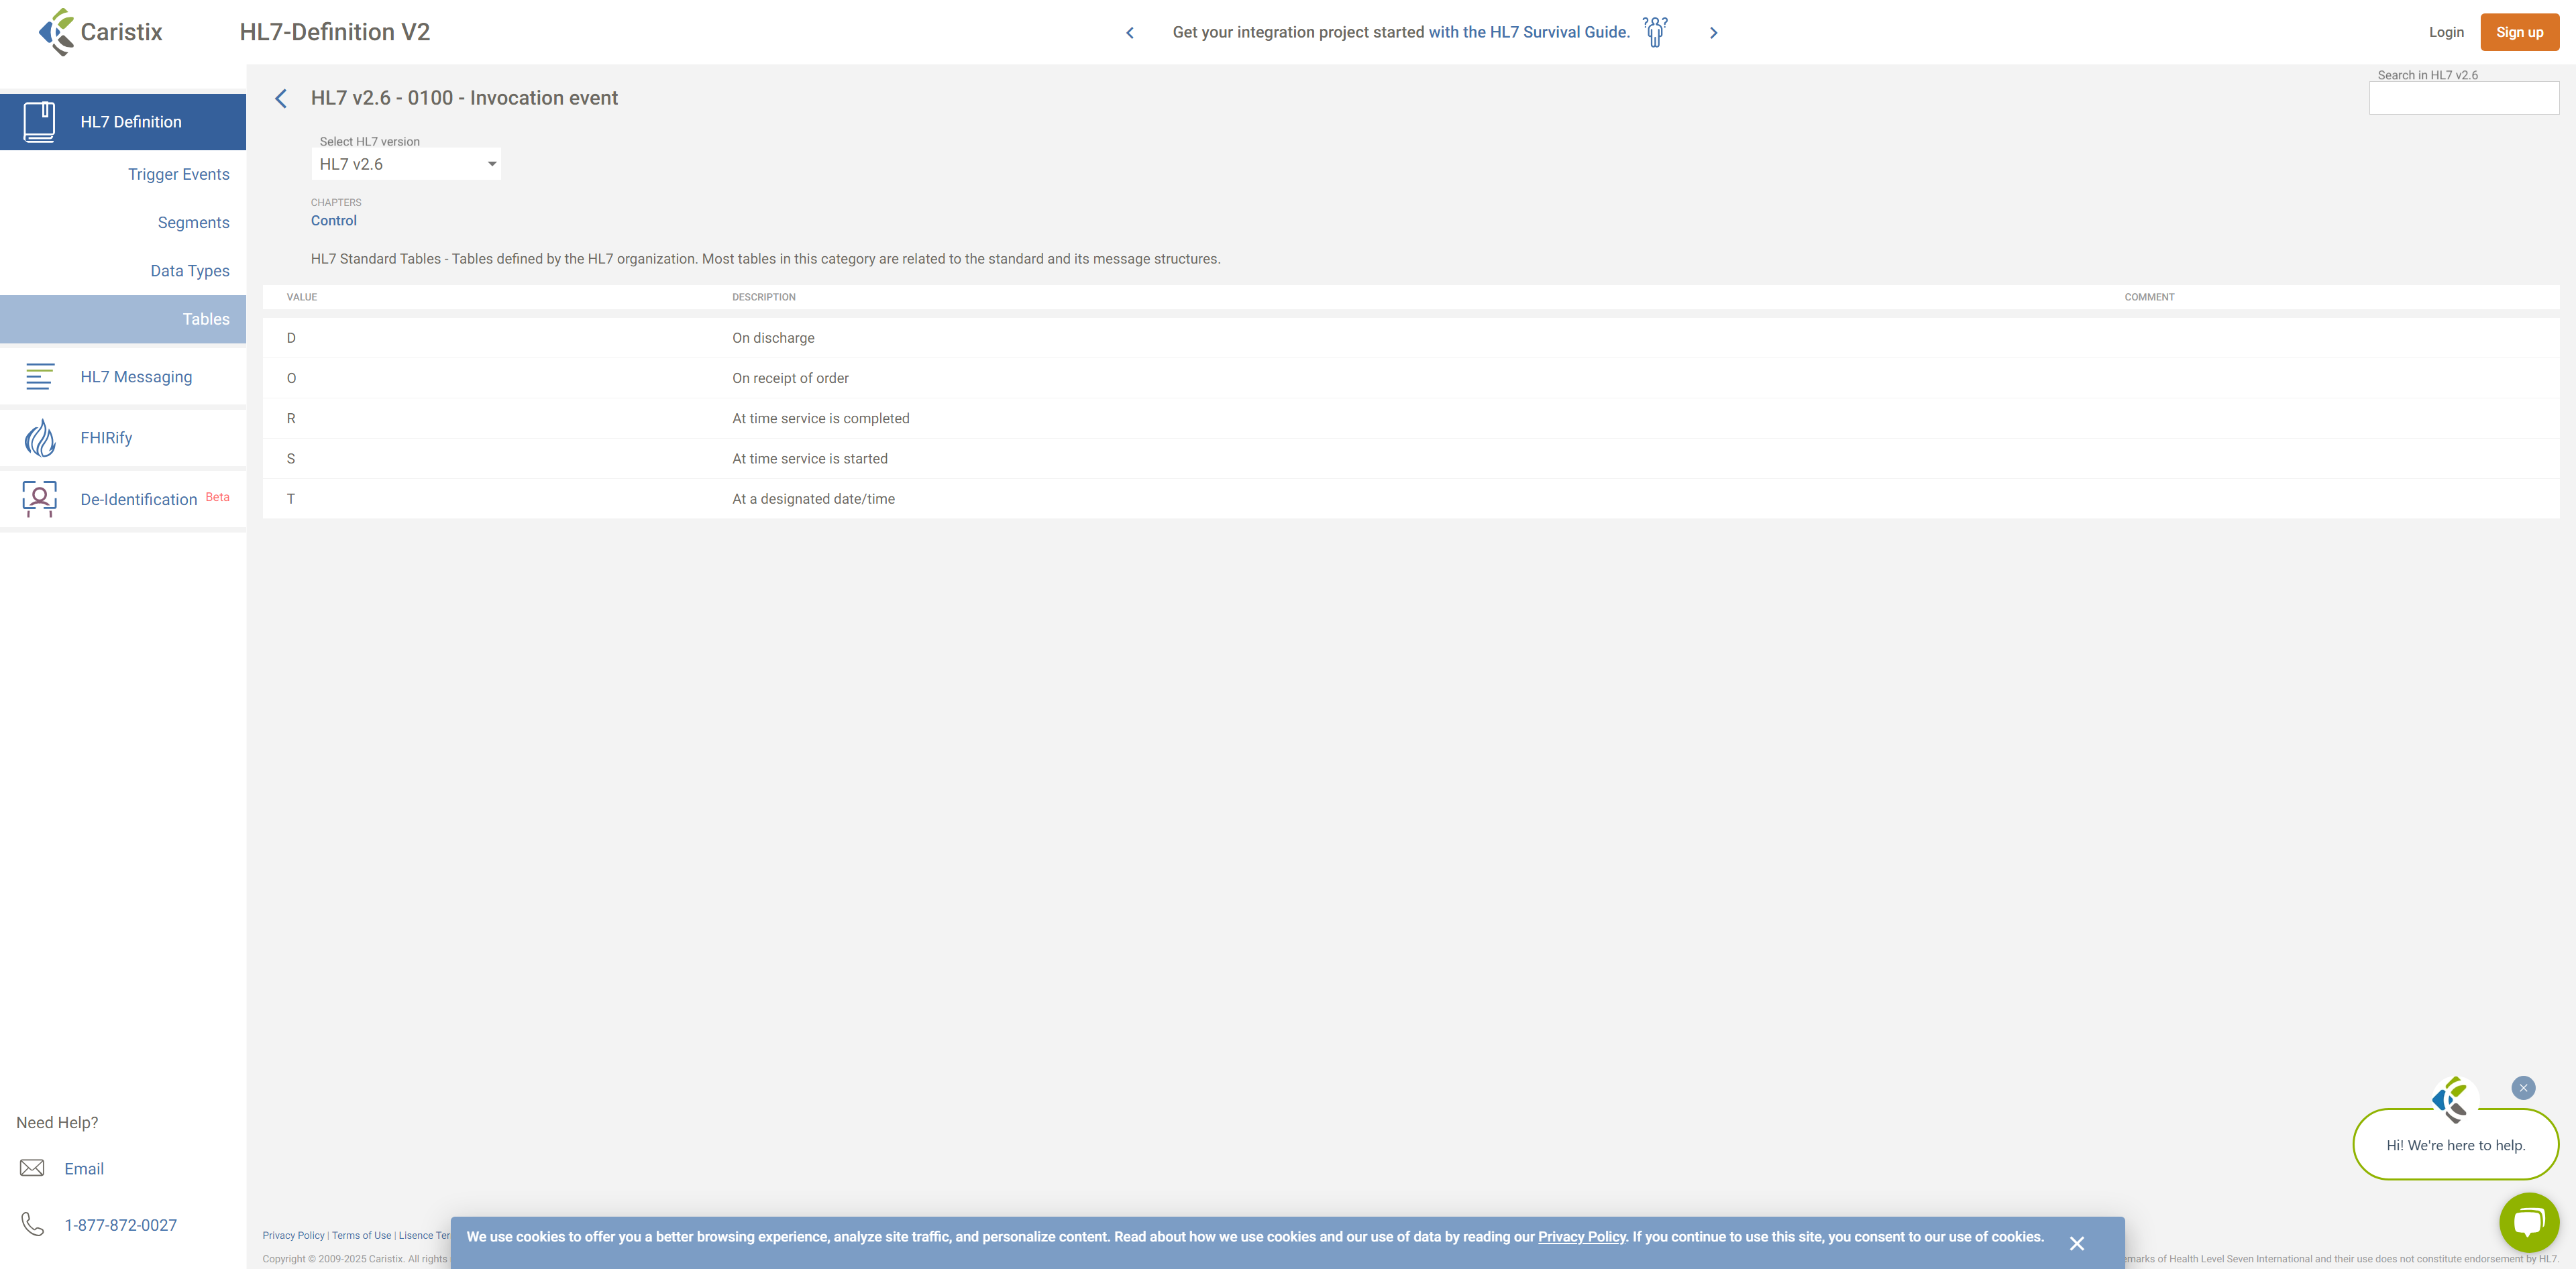 Caristix
HL7-Definition V2
Get your integration project started with the HL7 Survival Guide.
Login
Sign up
HL7 Definition
Trigger Events
Segments
Data Types
Tables
HL7 Messaging
FHIRify
De-Identification Beta
Need Help?
Email
1-877-872-0027
HL7 v2.6 - 0100 - Invocation event
Search in HL7 v2.6
Select HL7 version
HL7 v2.6
CHAPTERS
Control
HL7 Standard Tables - Tables defined by the HL7 organization. Most tables in this category are related to the standard and its message structures.
VALUE DESCRIPTION COMMENT
D On discharge
O On receipt of order
R At time service is completed
S At time service is started
T At a designated date/time
Hi! We're here to help.
Privacy Policy | Terms of Use | Lisence Ter
We use cookies to offer you a better browsing experience, analyze site traffic, and personalize content. Read about how we use cookies and our use of data by reading our Privacy Policy. If you continue to use this site, you consent to our use of cookies.
Copyright © 2009-2025 Caristix. All rights
emarks of Health Level Seven International and their use does not constitute endorsement by HL7.